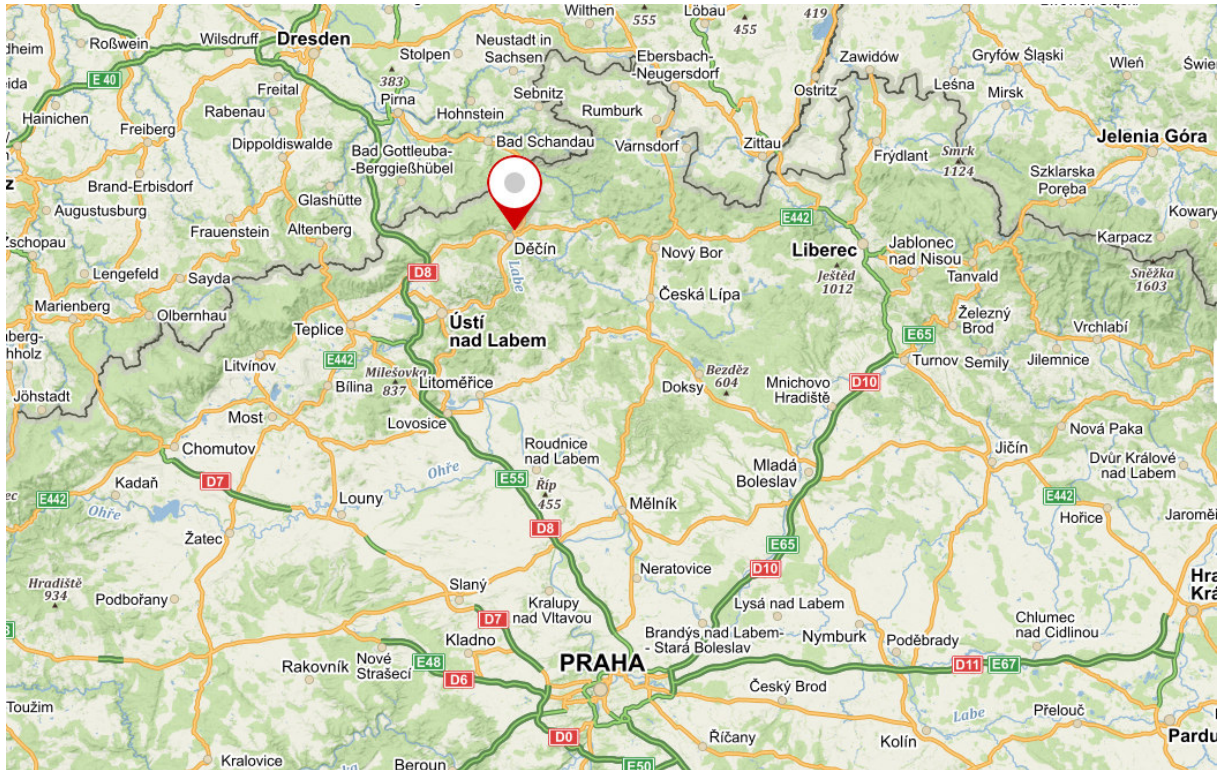 Wilthen
555
Löbau
455
419
Zawidów
Gryfów Śląski
Wleń
Roßwein
Wilsdruff
Dresden
Stolpen
Neustadt in
Sachsen
Ebersbach-
-Neugersdorf
E 40
Freital
383
Pirna
Sebnitz
Ostritz
Leśna
Mirsk
Hainichen
Rabenau
Hohnstein
Rumburk
Freiberg
Dippoldiswalde
Bad Schandau
Varnsdorf
Zittau
Frýdlant
Smrk
1124
Jelenia Góra
Bad Gottleuba-
-Berggießhübel
Szklarska
Poręba
Brand-Erbisdorf
Glashütte
Augustusburg
Frauenstein
Altenberg
E442
Kowary
Zschopau
Děčín
Nový Bor
Liberec
Jablonec
nad Nisou
Karpacz
Lengefeld
Sayda
D8
Labe
Ještěd
1012
Tanvald
Sněžka
1603
Marienberg
Olbernhau
Česká Lípa
Ústí
nad Labem
Teplice
Železný
Brod
Vrchlabí
E65
Litvínov
E442
Milešovka
837
Turnov
Semily
Jilemnice
Bílina
Litoměřice
Doksy
Bezděz
604
Mnichovo
Hradiště
D10
Jöhstadt
Most
Lovosice
Nová Paka
Chomutov
Roudnice
nad Labem
Jičín
Dvůr Králové
nad Labem
Ohře
Mladá
Boleslav
D7
Kadaň
E55
Říp
455
E442
Louny
Mělník
E442
Ohře
Hořice
Žatec
D8
E65
Hradiště
934
Neratovice
D10
Podbořany
Slaný
Kralupy
nad Vltavou
Lysá nad Labem
Chlumec
nad Cidlinou
D7
Kladno
Brandýs nad Labem-
- Stará Boleslav
Nymburk
Poděbrady
Rakovník
Nové
Strašecí
E48
PRAHA
D11
E67
D6
Český Brod
Labe
Přelouč
Toužim
D0
Říčany
Kolín
Pardu
Kralovice
Beroun
E50